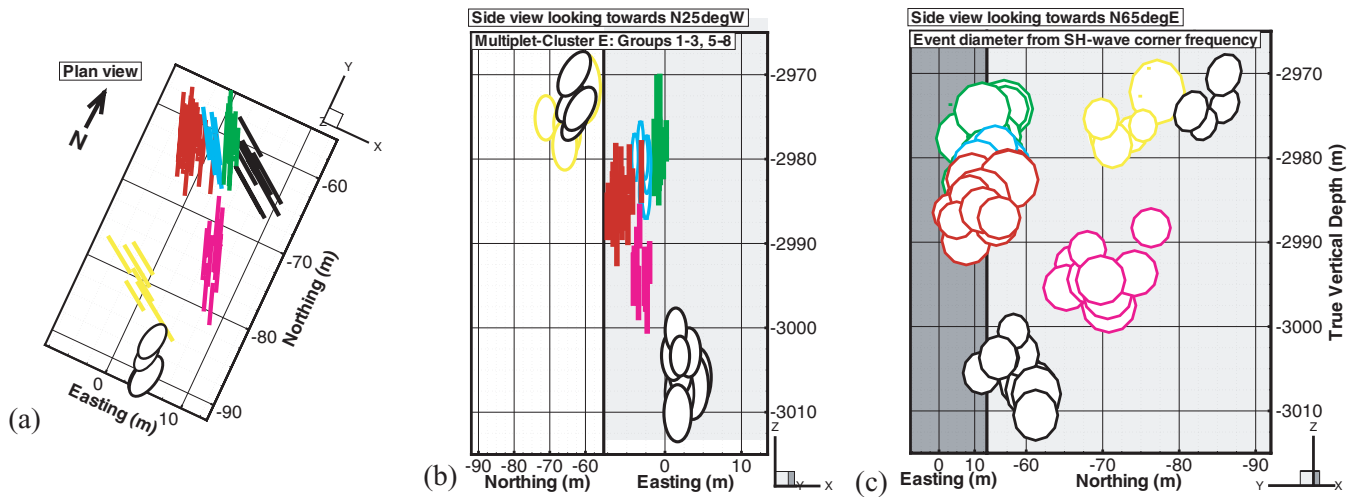 Plan view
N
Y
Z
X
-60
-70
-80
-90
Northing (m)
0
10
Easting (m)
(a)
Side view looking towards N25degW
Multiplet-Cluster E: Groups 1-3, 5-8
-2970
-2980
-2990
-3000
-3010
-90 -80 -70 -60 0 10
Northing (m) Easting (m)
Z
Y
X
(b)
Side view looking towards N65degE
Event diameter from SH-wave corner frequency
-2970
-2980
-2990
-3000
-3010
True Vertical Depth (m)
0 10 -60 -70 -80 -90
Easting (m) Northing (m)
Z
Y
X
(c)